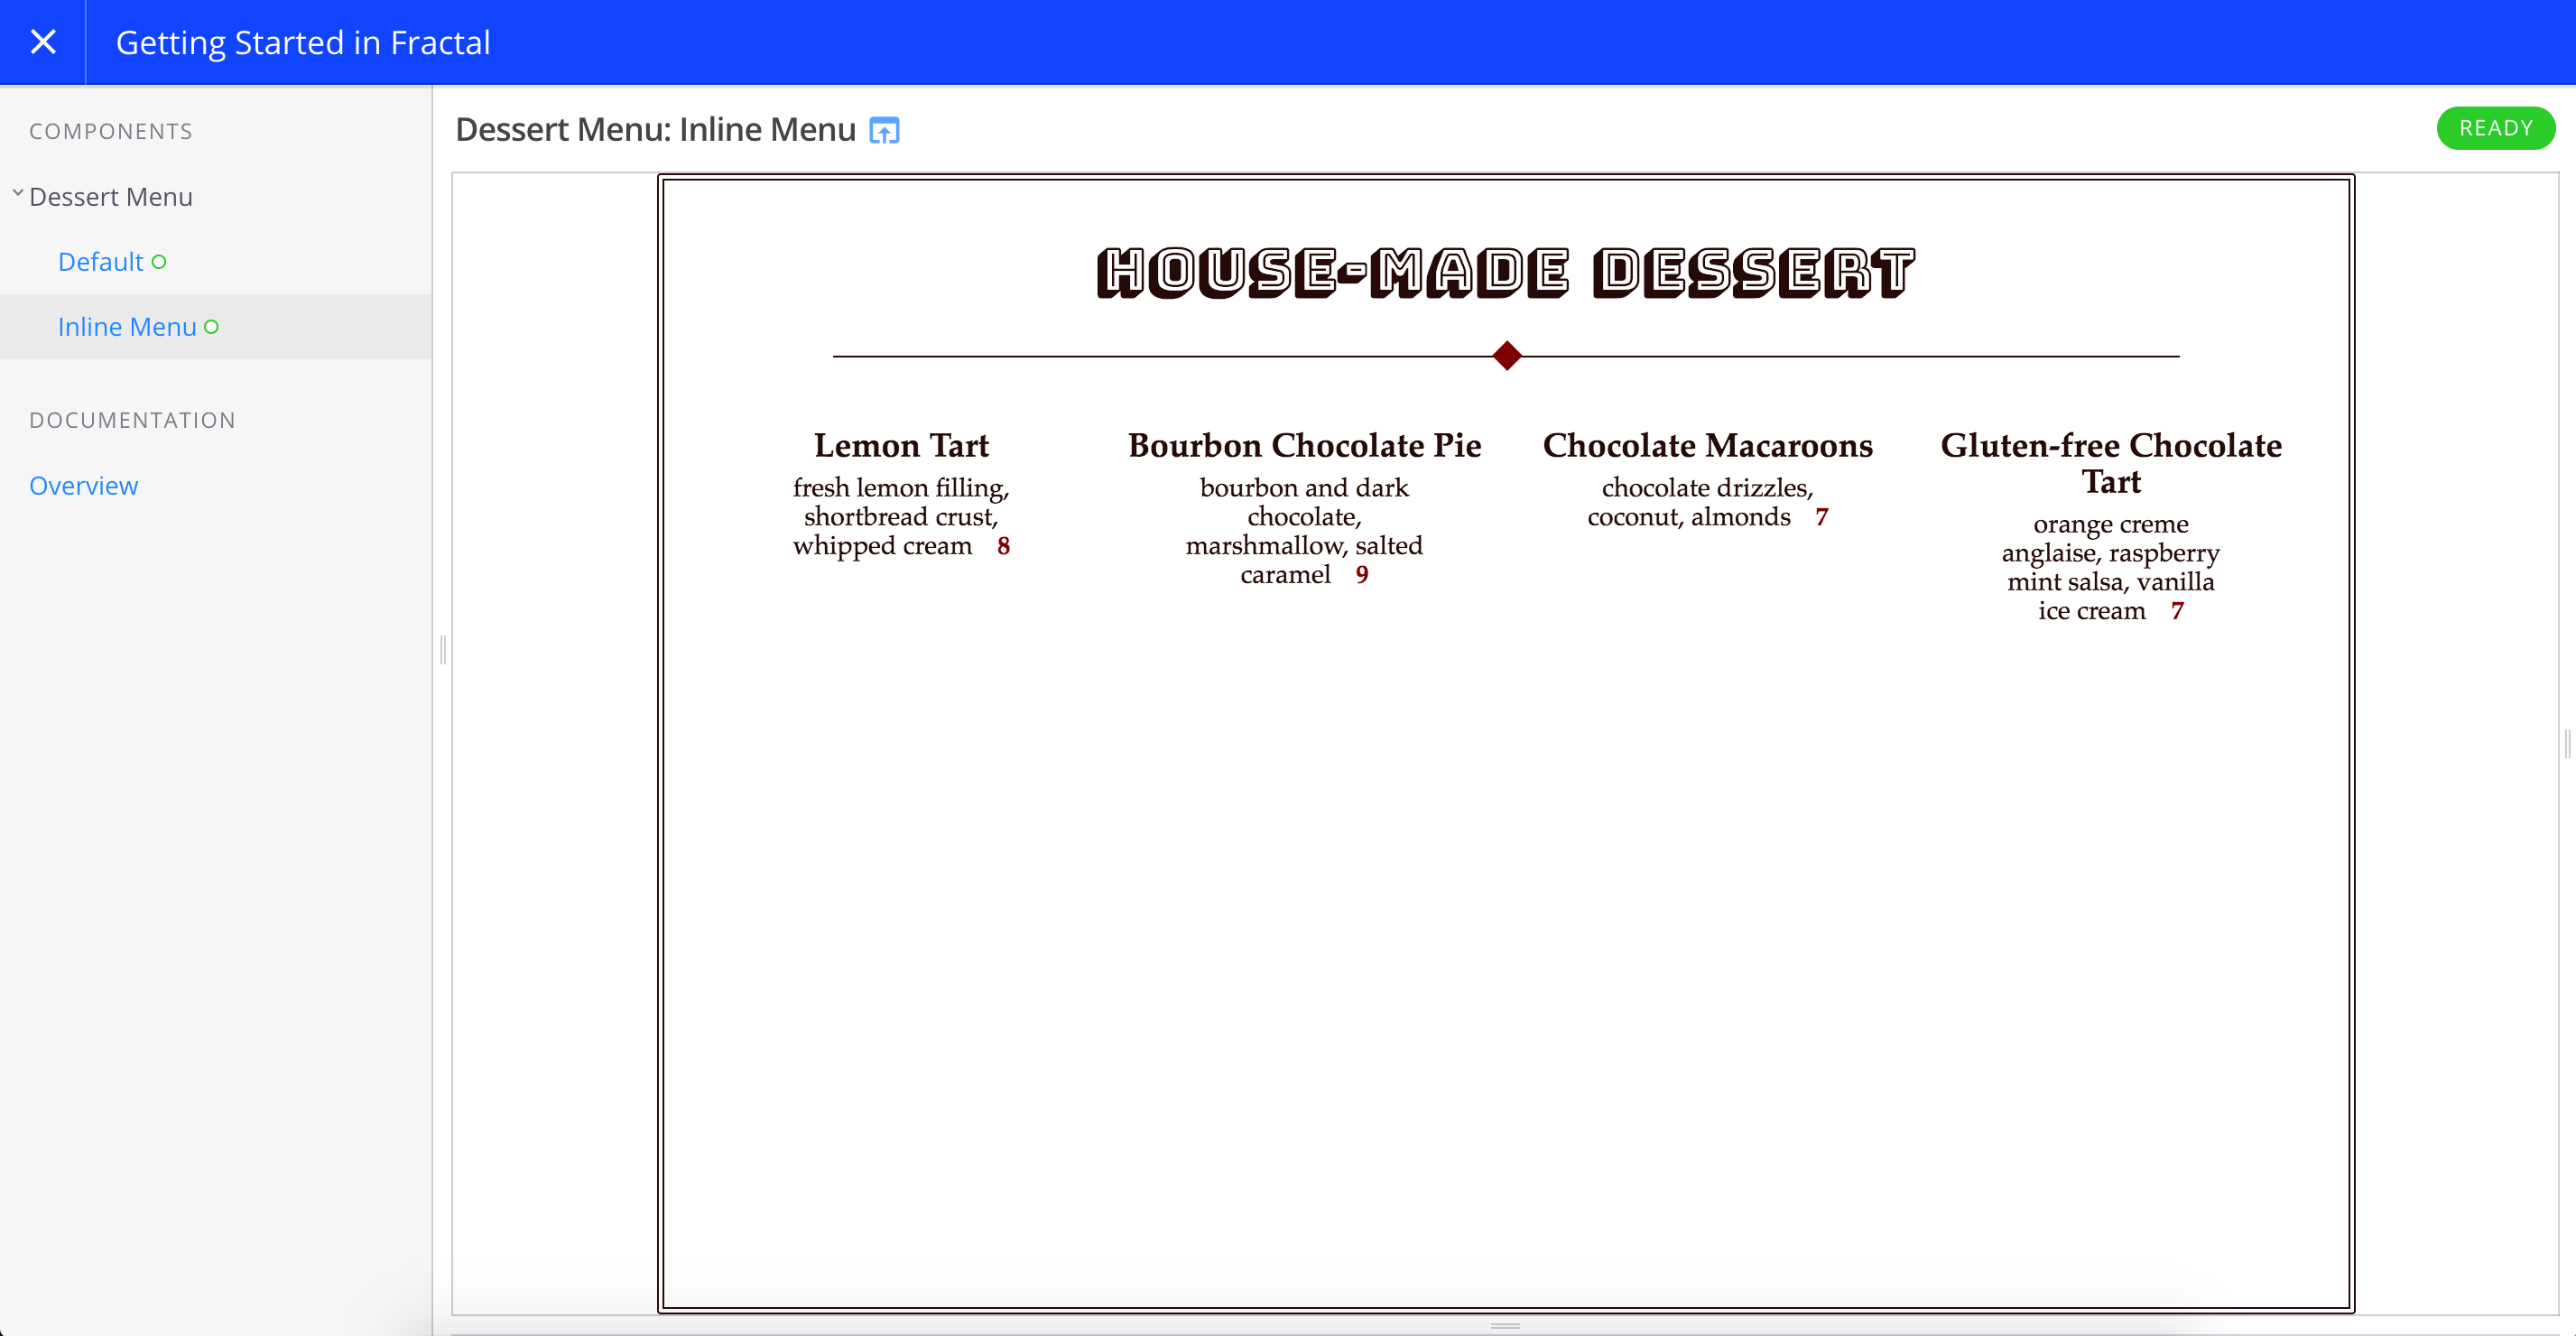 Getting Started in Fractal
COMPONENTS
Dessert Menu
Default
Inline Menu
DOCUMENTATION
Overview
Dessert Menu: Inline Menu
READY
HOUSE-MADE DESSERT
Lemon Tart
fresh lemon filling,
shortbread crust,
whipped cream 8
Bourbon Chocolate Pie
bourbon and dark
chocolate,
marshmallow, salted
caramel 9
Chocolate Macaroons
chocolate drizzles,
coconut, almonds 7
Gluten-free Chocolate
Tart
orange creme
anglaise, raspberry
mint salsa, vanilla
ice cream 7